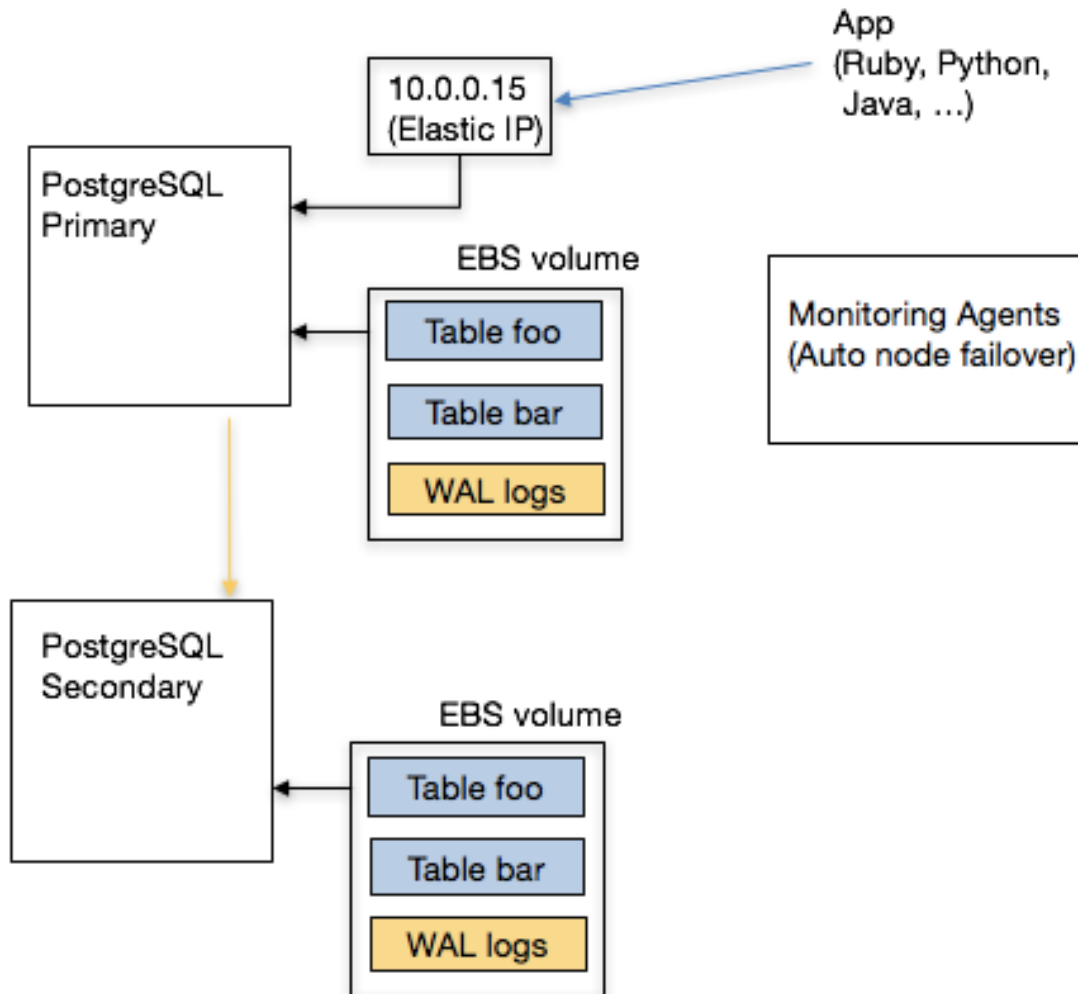 App
(Ruby, Python,
Java, …)
10.0.0.15
(Elastic IP)
PostgreSQL
Primary
EBS volume
Table foo
Table bar
WAL logs
Monitoring Agents
(Auto node failover)
PostgreSQL
Secondary
EBS volume
Table foo
Table bar
WAL logs